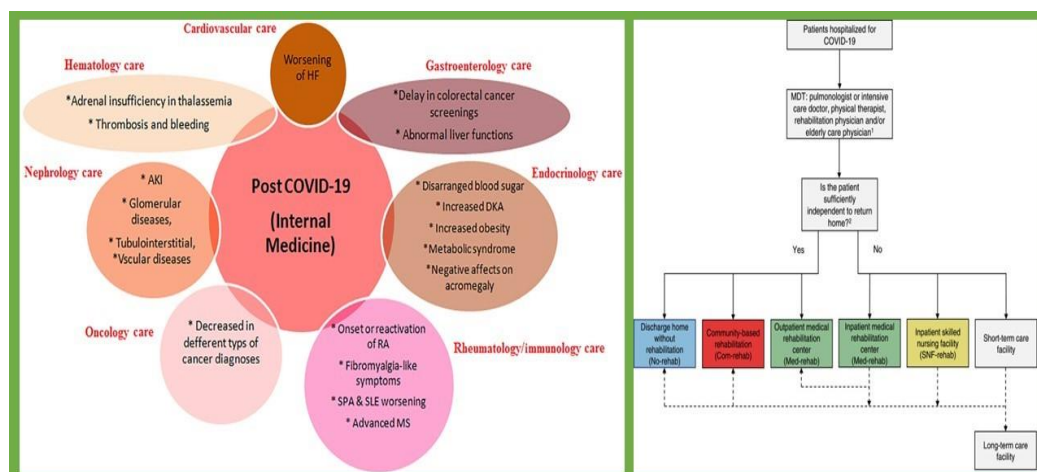 Cardiovascular care
Worsening
of HF
Hematology care
*Adrenal insufficiency in thalassemia
* Thrombosis and bleeding
Gastroenterology care
*Delay in colorectal cancer
screenings
* Abnormal liver functions
Nephrology care
* AKI
* Glomerular
diseases,
*Tubulointerstitial,
*Vscular diseases
Post COVID-19
(Internal
Medicine)
Endocrinology care
* Disarranged blood sugar
* Increased DKA
* Increased obesity
* Metabolic syndrome
* Negative affects on
acromegaly
Oncology care
* Decreased in
defferent typs of
cancer diagnoses
Rheumatology/immunology care
* Onset or reactivation
of RA
* Fibromyalgia-like
symptoms
* SPA & SLE worsening
* Advanced MS
Patients hospitalized for
COVID-19
MDT: pulmonologist or intensive
care doctor, physical therapist,
rehabilitation physician and/or
elderly care physician¹
Is the patient
sufficiently
independent to return
home?²
Yes
No
Discharge home
without
rehabilitation
(No-rehab)
Community-based
rehabilitation
(Com-rehab)
Outpatient medical
rehabilitation
center
(Med-rehab)
Inpatient medical
rehabilitation
center
(Med-rehab)
Inpatient skilled
nursing facility
(SNF-rehab)
Short-term care
facility
Long-term care
facility